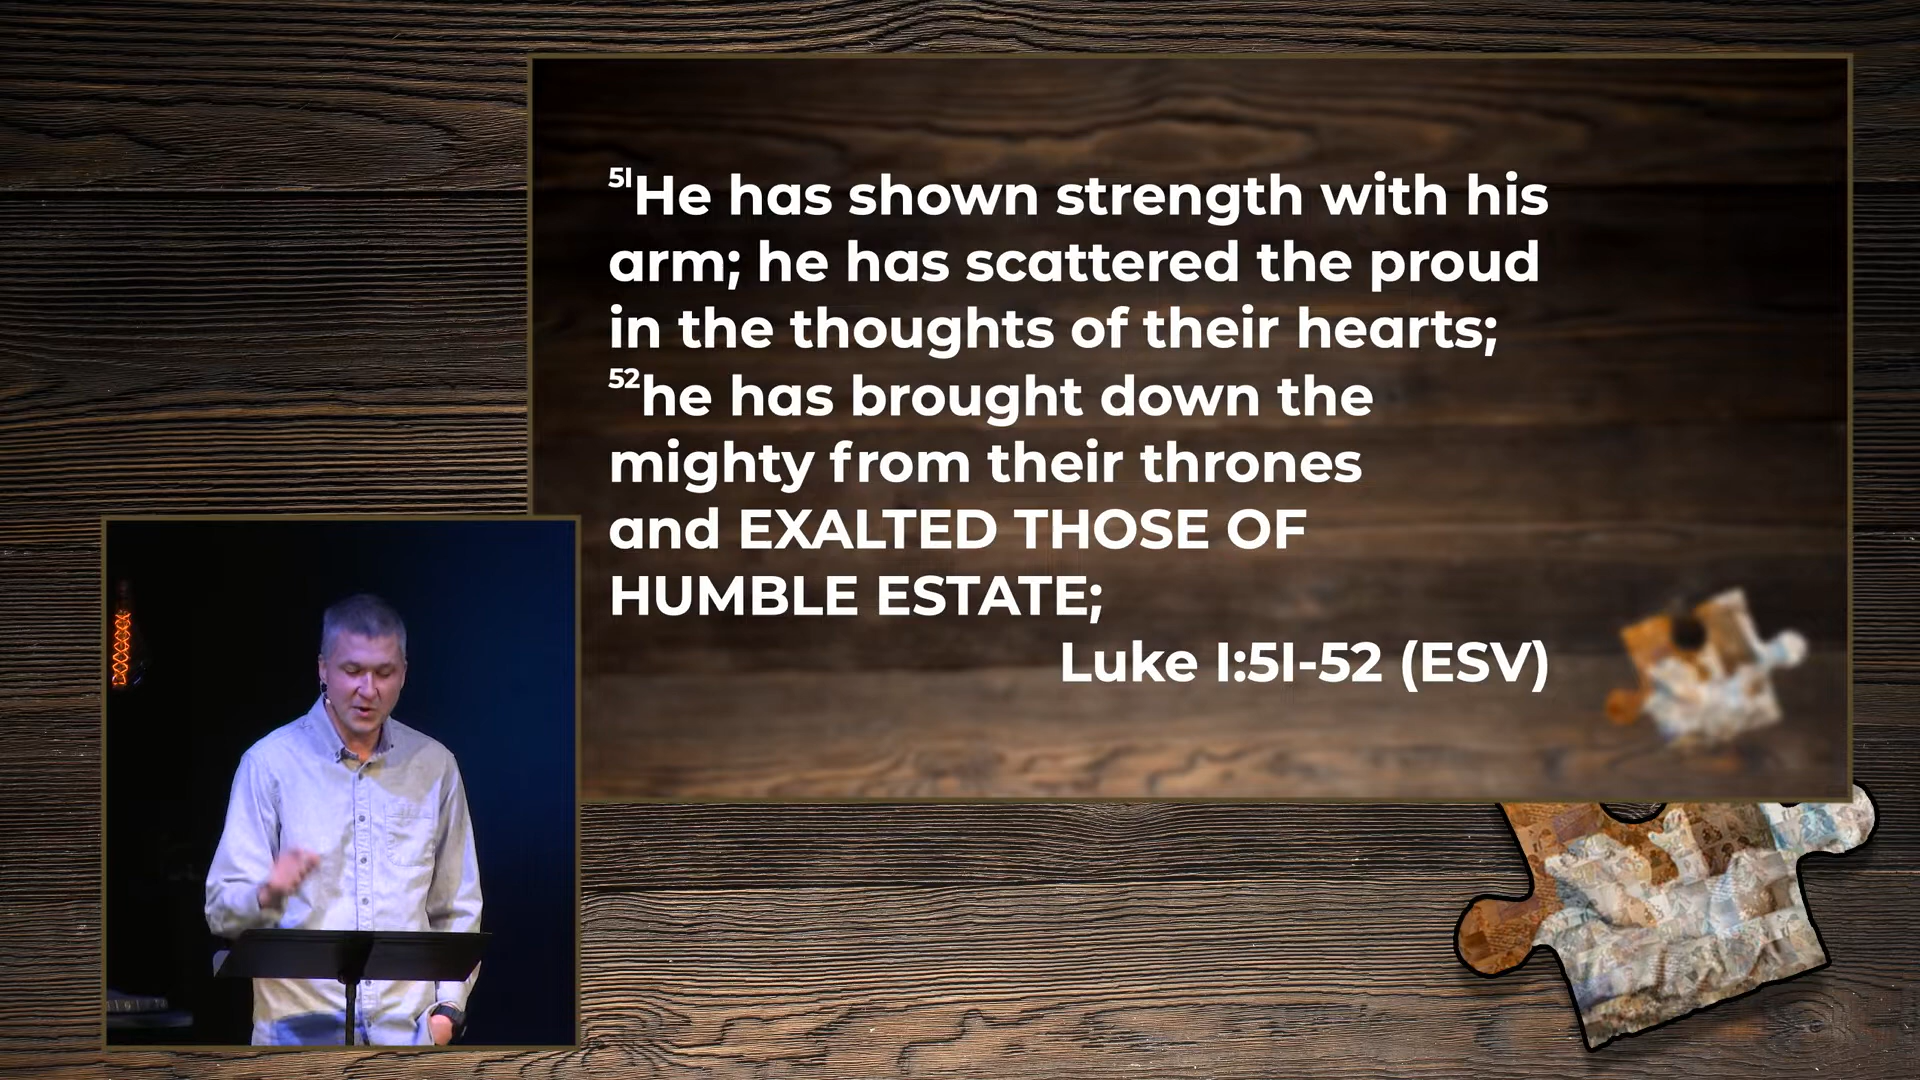 51He has shown strength with his
arm; he has scattered the proud
in the thoughts of their hearts;
52he has brought down the
mighty from their thrones
and EXALTED THOSE OF
HUMBLE ESTATE;
Luke 1:51-52 (ESV)